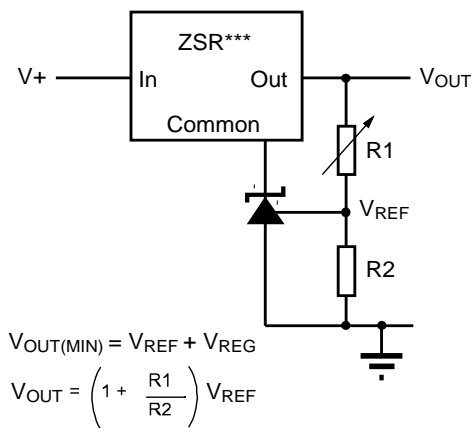 ZSR***
V+ In Out VOUT
Common
R1
VREF
R2
VOUT(MIN) = VREF + VREG
VOUT = (1 + R1/R2) VREF